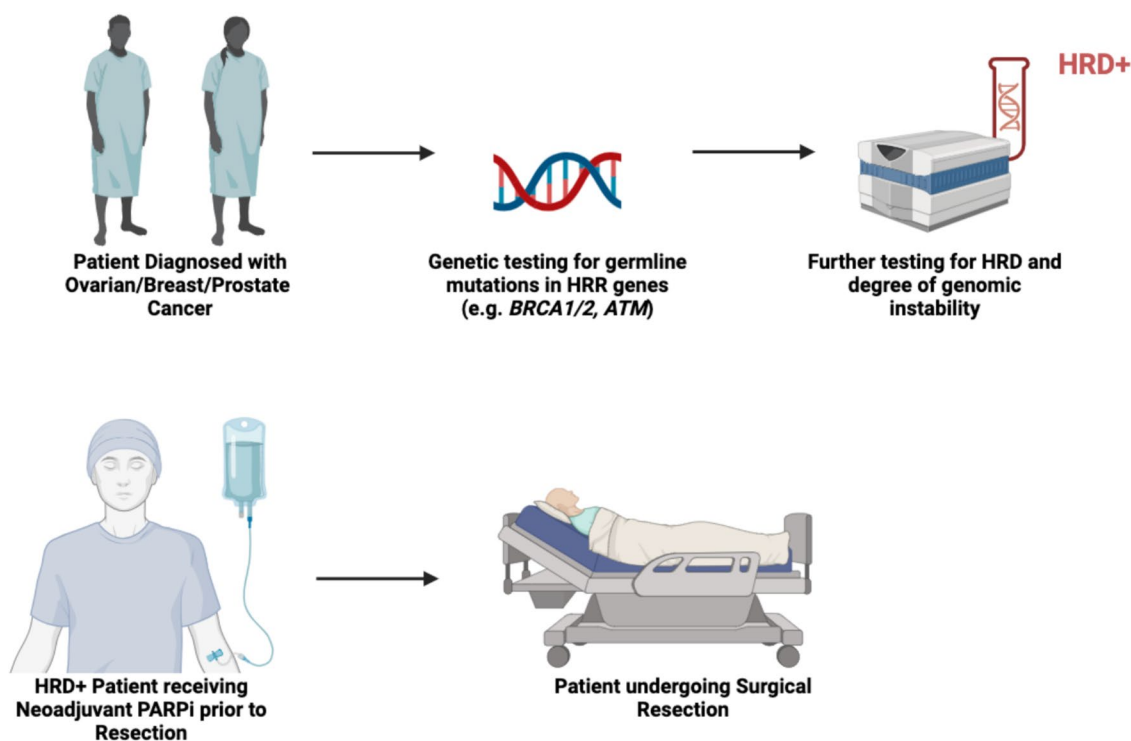 HRD+
Patient Diagnosed with
Ovarian/Breast/Prostate
Cancer
Genetic testing for germline
mutations in HRR genes
(e.g. BRCA1/2, ATM)
Further testing for HRD and
degree of genomic
instability
HRD+ Patient receiving
Neoadjuvant PARPi prior to
Resection
Patient undergoing Surgical
Resection